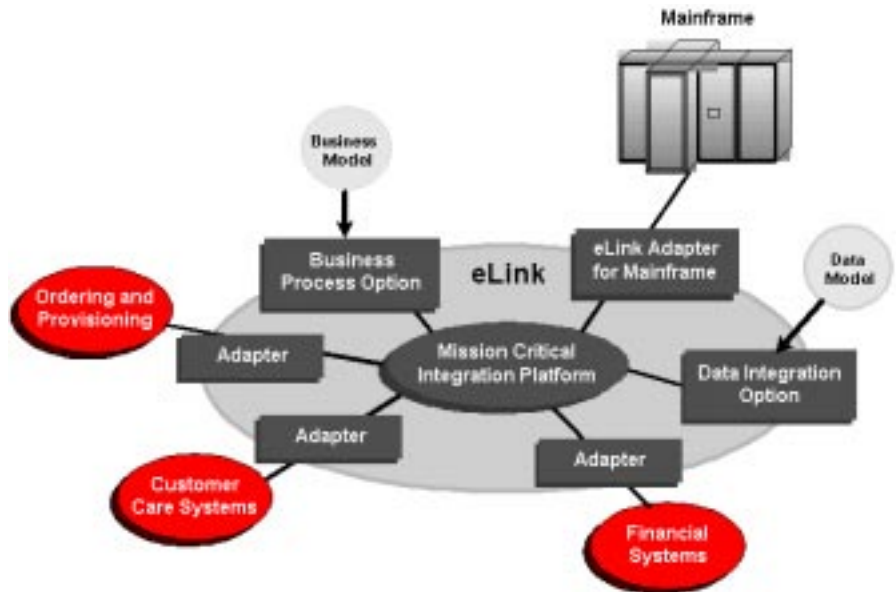 Mainframe
Business
Model
eLink Adapter
for Mainframe
Business
Process Option
eLink
Data
Model
Ordering and
Provisioning
Adapter
Mission Critical
Integration Platform
Data Integration
Option
Adapter
Adapter
Customer
Care Systems
Financial
Systems